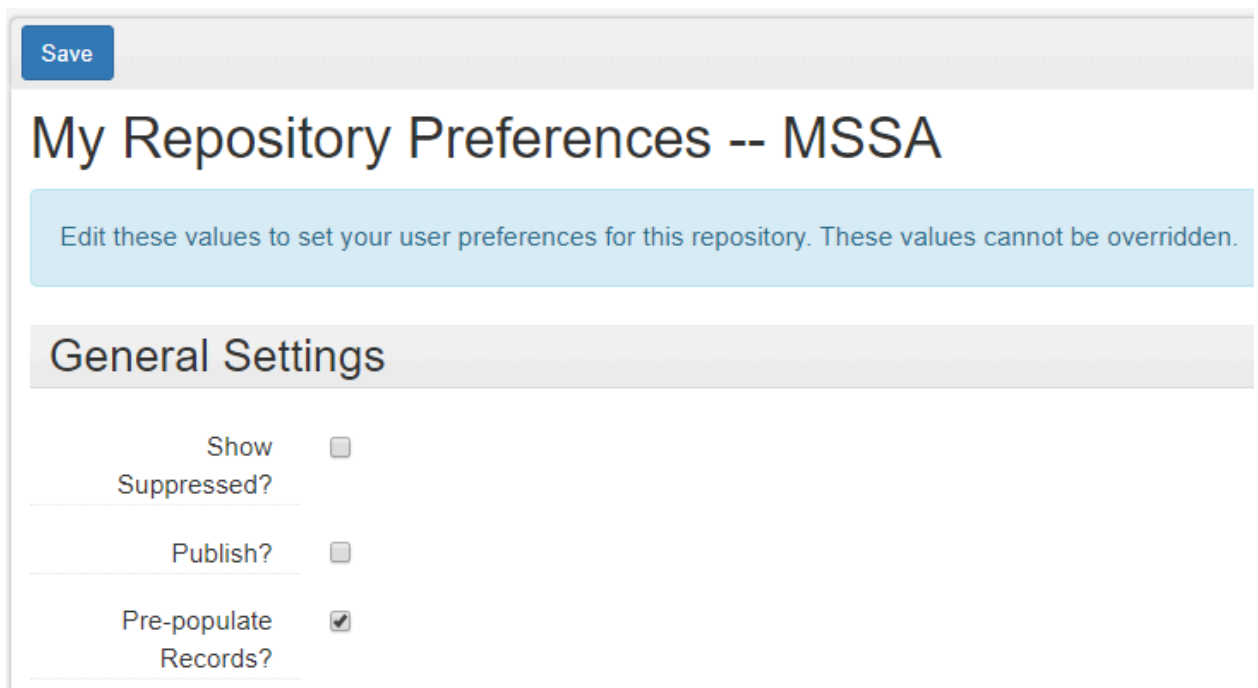 Save
My Repository Preferences -- MSSA
Edit these values to set your user preferences for this repository. These values cannot be overridden.
General Settings
Show
Suppressed?
Publish?
Pre-populate
Records?